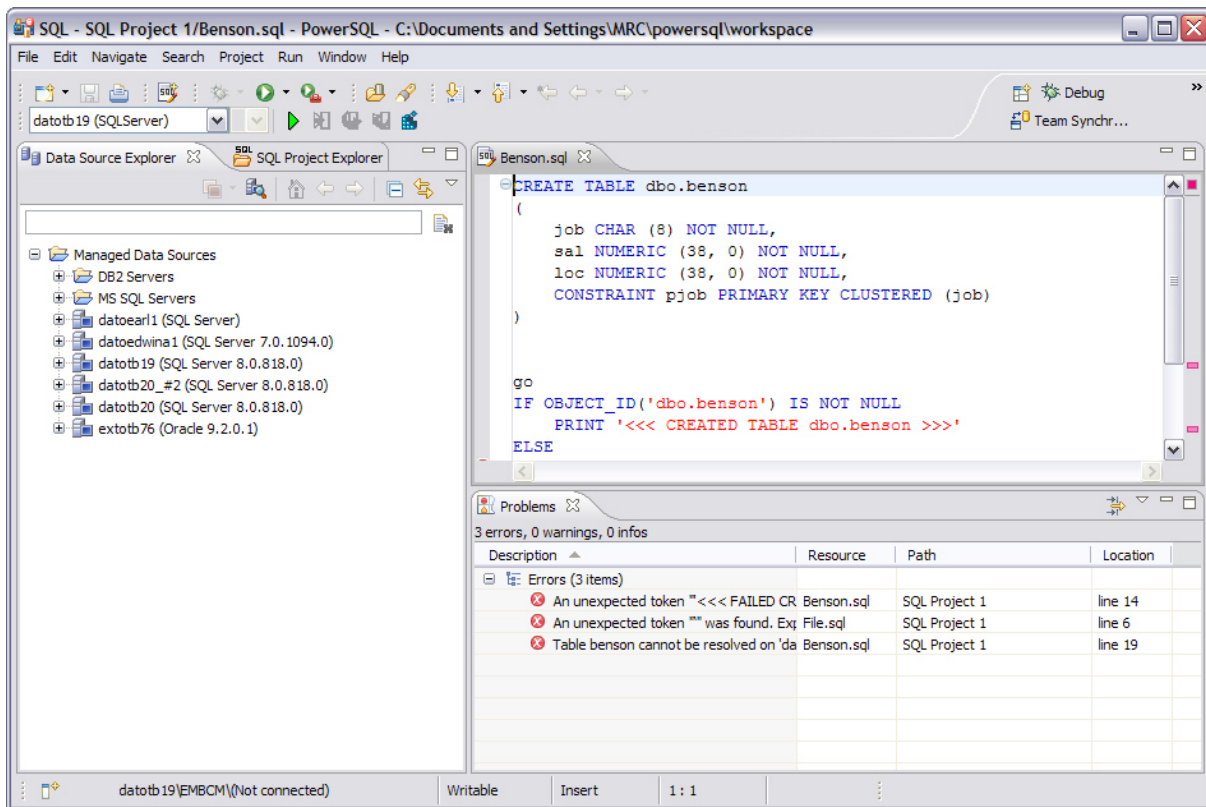 SQL - SQL Project 1/Benson.sql - PowerSQL - C:\Documents and Settings\MRC\powersql\workspace
File Edit Navigate Search Project Run Window Help
SQL
Debug
»
datotb19 (SQLServer)
Team Synchr...
Data Source Explorer
SQL
SQL Project Explorer
Managed Data Sources
DB2 Servers
MS SQL Servers
datoearl1 (SQL Server)
datoedwina1 (SQL Server 7.0.1094.0)
datotb19 (SQL Server 8.0.818.0)
datotb20_#2 (SQL Server 8.0.818.0)
datotb20 (SQL Server 8.0.818.0)
extotb76 (Oracle 9.2.0.1)
SQL Benson.sql
CREATE TABLE dbo.benson
(
job CHAR (8) NOT NULL,
sal NUMERIC (38, 0) NOT NULL,
loc NUMERIC (38, 0) NOT NULL,
CONSTRAINT pjob PRIMARY KEY CLUSTERED (job)
)
go
IF OBJECT_ID('dbo.benson') IS NOT NULL
PRINT '<<< CREATED TABLE dbo.benson >>>'
ELSE
Problems
3 errors, 0 warnings, 0 infos
Description Resource Path Location
Errors (3 items)
An unexpected token "'<<< FAILED CR Benson.sql SQL Project 1 line 14
An unexpected token """ was found. Exp File.sql SQL Project 1 line 6
Table benson cannot be resolved on 'da Benson.sql SQL Project 1 line 19
datotb19\EMBCM\(Not connected) Writable Insert 1 : 1